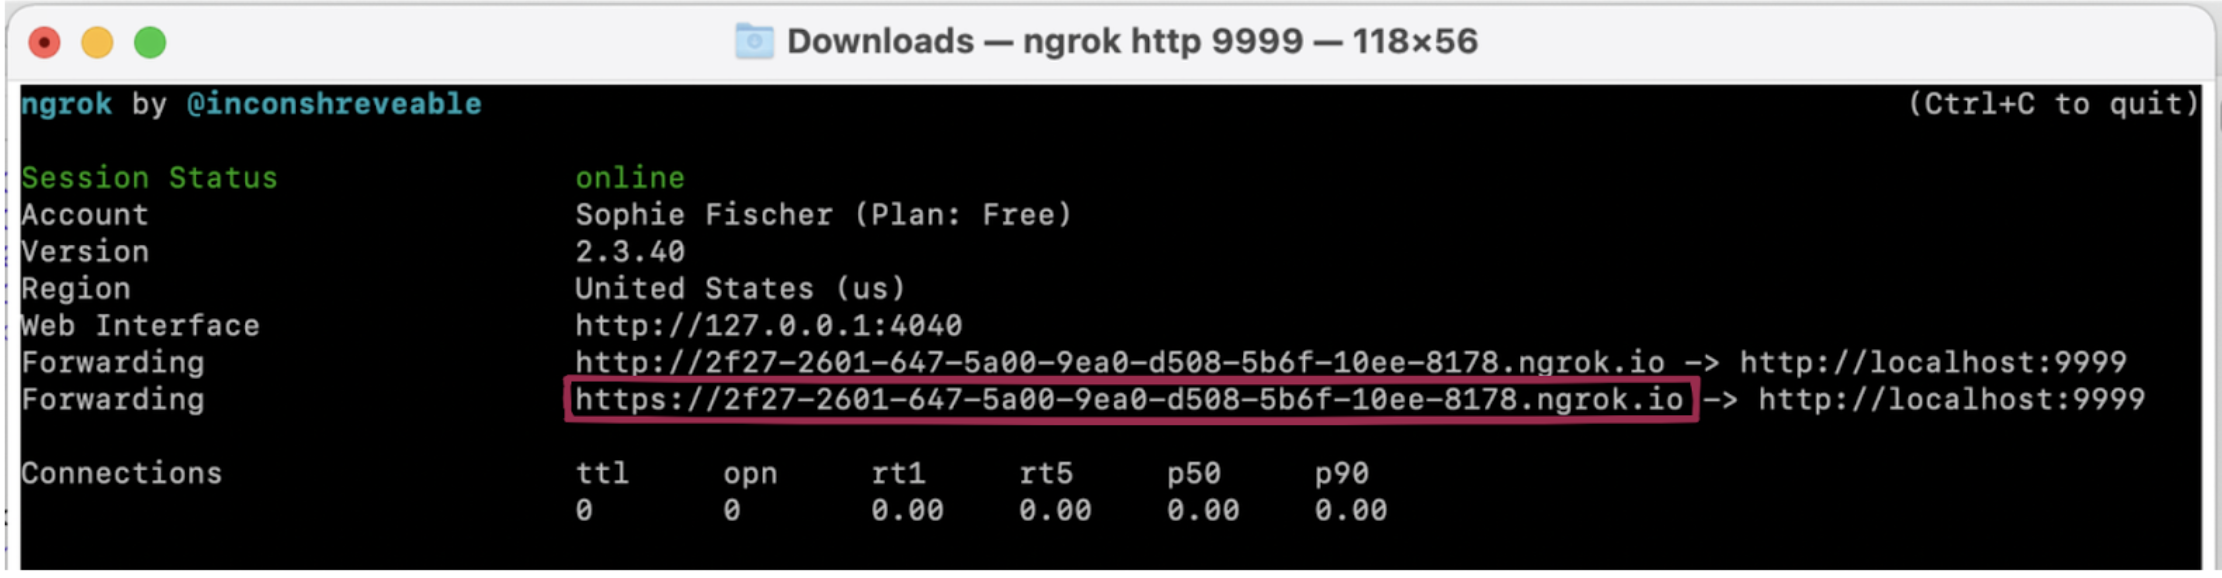 Downloads — ngrok http 9999 — 118×56
ngrok by @inconshreveable (Ctrl+C to quit)
Session Status online
Account Sophie Fischer (Plan: Free)
Version 2.3.40
Region United States (us)
Web Interface http://127.0.0.1:4040
Forwarding http://2f27-2601-647-5a00-9ea0-d508-5b6f-10ee-8178.ngrok.io -> http://localhost:9999
Forwarding https://2f27-2601-647-5a00-9ea0-d508-5b6f-10ee-8178.ngrok.io -> http://localhost:9999
Connections ttl opn rt1 rt5 p50 p90
0 0 0.00 0.00 0.00 0.00